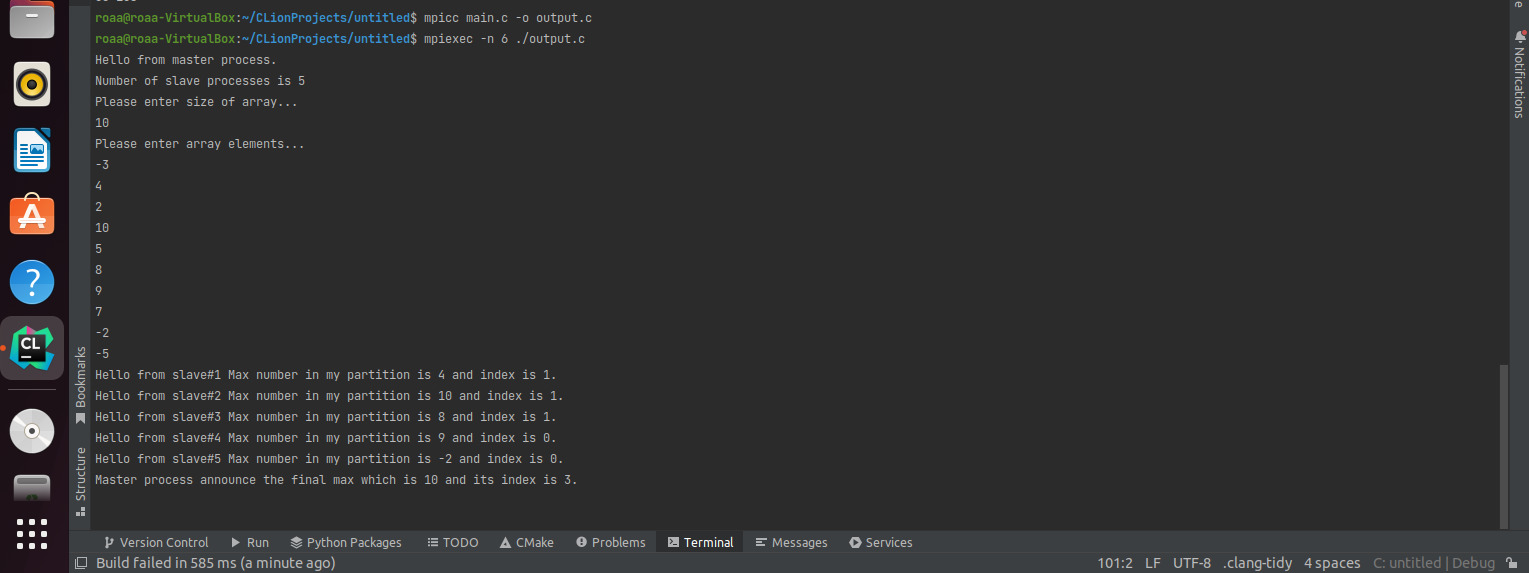 roaa@roaa-VirtualBox:~/CLionProjects/untitled$ mpicc main.c -o output.c
roaa@roaa-VirtualBox:~/CLionProjects/untitled$ mpiexec -n 6 ./output.c
Hello from master process.
Number of slave processes is 5
Please enter size of array...
10
Please enter array elements...
-3
4
2
10
5
8
9
7
-2
-5
Hello from slave#1 Max number in my partition is 4 and index is 1.
Hello from slave#2 Max number in my partition is 10 and index is 1.
Hello from slave#3 Max number in my partition is 8 and index is 1.
Hello from slave#4 Max number in my partition is 9 and index is 0.
Hello from slave#5 Max number in my partition is -2 and index is 0.
Master process announce the final max which is 10 and its index is 3.
Bookmarks
Structure
Notifications
CL
Version Control Run Python Packages TODO CMake Problems Terminal Messages Services
Build failed in 585 ms (a minute ago) 101:2 LF UTF-8 .clang-tidy 4 spaces C: untitled | Debug